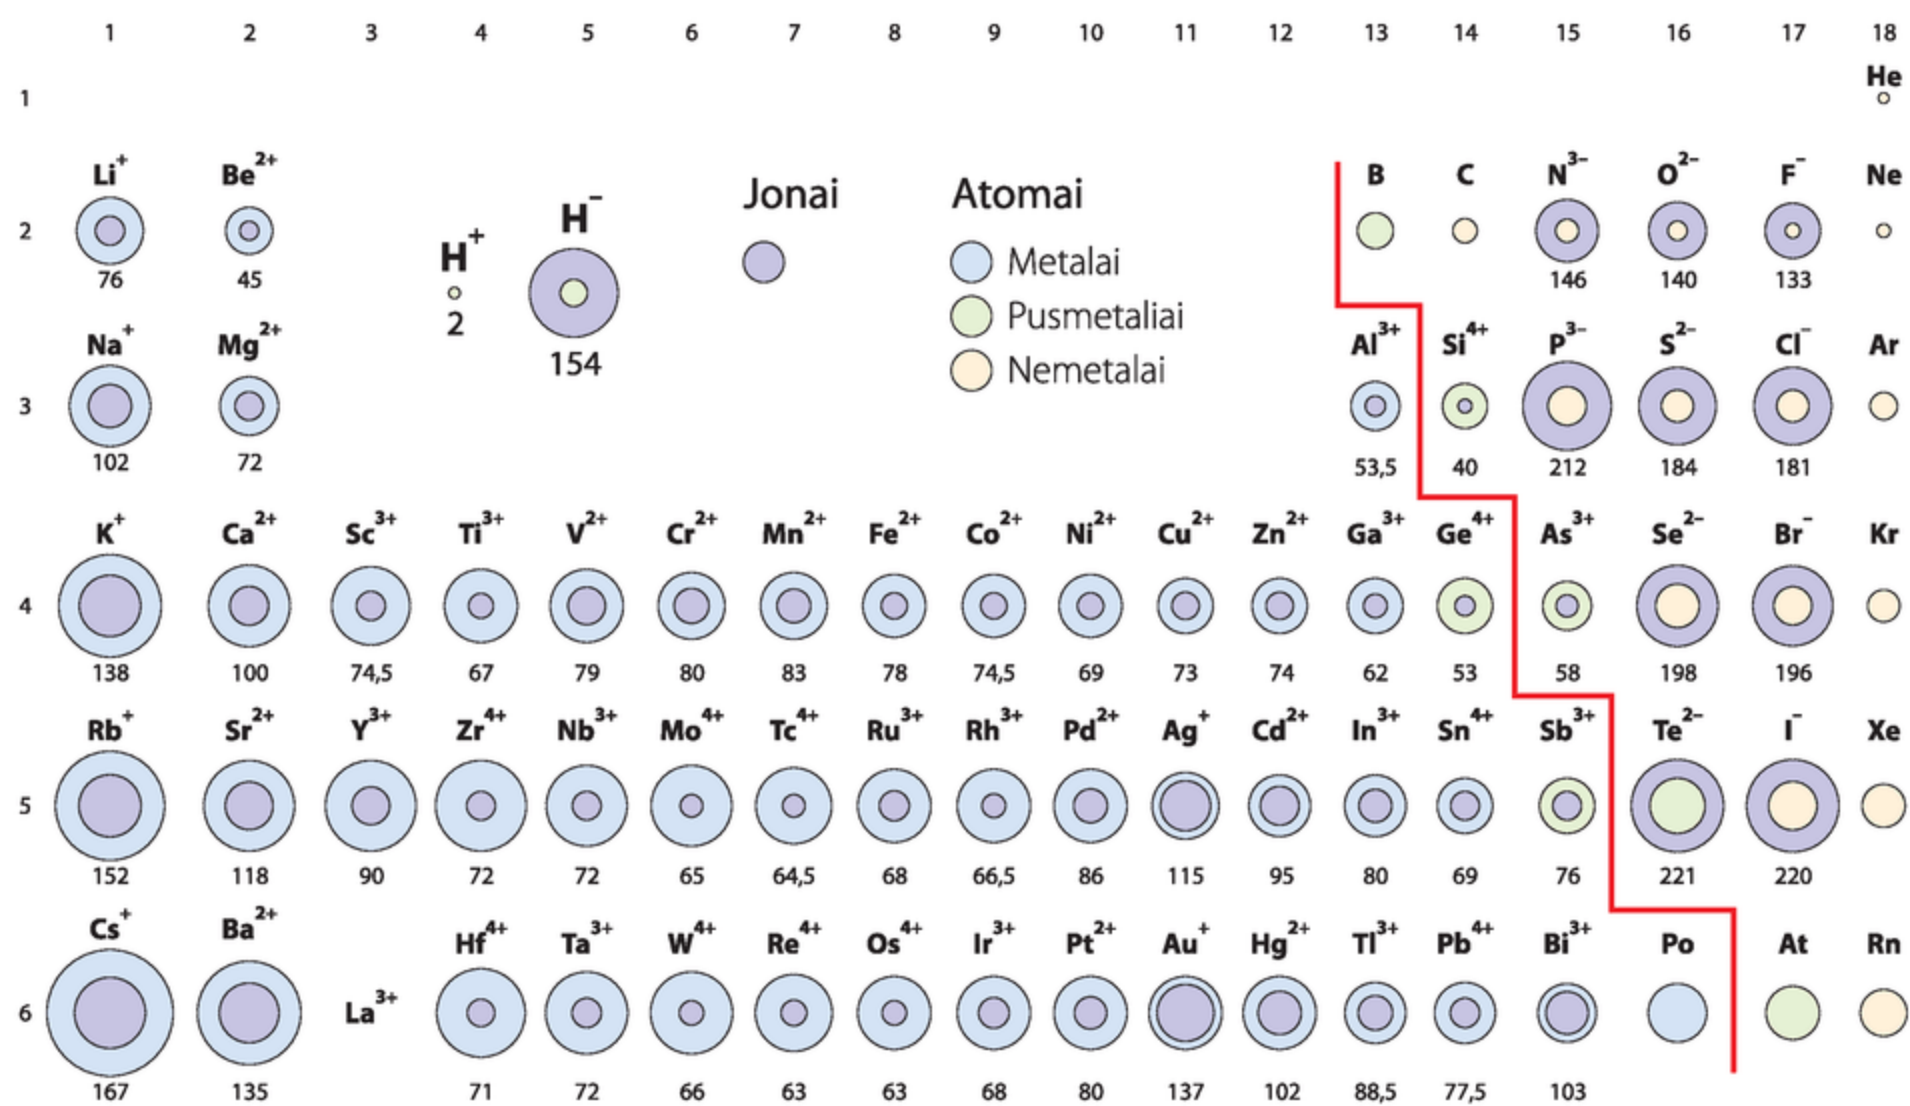 1 2 3 4 5 6 7 8 9 10 11 12 13 14 15 16 17 18
He
1
Li+ Be2+ B C N3– O2– F– Ne
H– Jonai Atomai
2
H+ Metalai
76 45 146 140 133
2 Pusmetaliai
154 Nemetalai
Na+ Mg2+ Al3+ Si4+ P3– S2– Cl– Ar
3
102 72 53,5 40 212 184 181
K+ Ca2+ Sc3+ Ti3+ V2+ Cr2+ Mn2+ Fe2+ Co2+ Ni2+ Cu2+ Zn2+ Ga3+ Ge4+ As3+ Se2– Br– Kr
4
138 100 74,5 67 79 80 83 78 74,5 69 73 74 62 53 58 198 196
Rb+ Sr2+ Y3+ Zr4+ Nb3+ Mo4+ Tc4+ Ru3+ Rh3+ Pd2+ Ag+ Cd2+ In3+ Sn4+ Sb3+ Te2– I– Xe
5
152 118 90 72 72 65 64,5 68 66,5 86 115 95 80 69 76 221 220
Cs+ Ba2+ La3+ Hf4+ Ta3+ W4+ Re4+ Os4+ Ir3+ Pt2+ Au+ Hg2+ Tl3+ Pb4+ Bi3+ Po At Rn
6
167 135 71 72 66 63 63 68 80 137 102 88,5 77,5 103